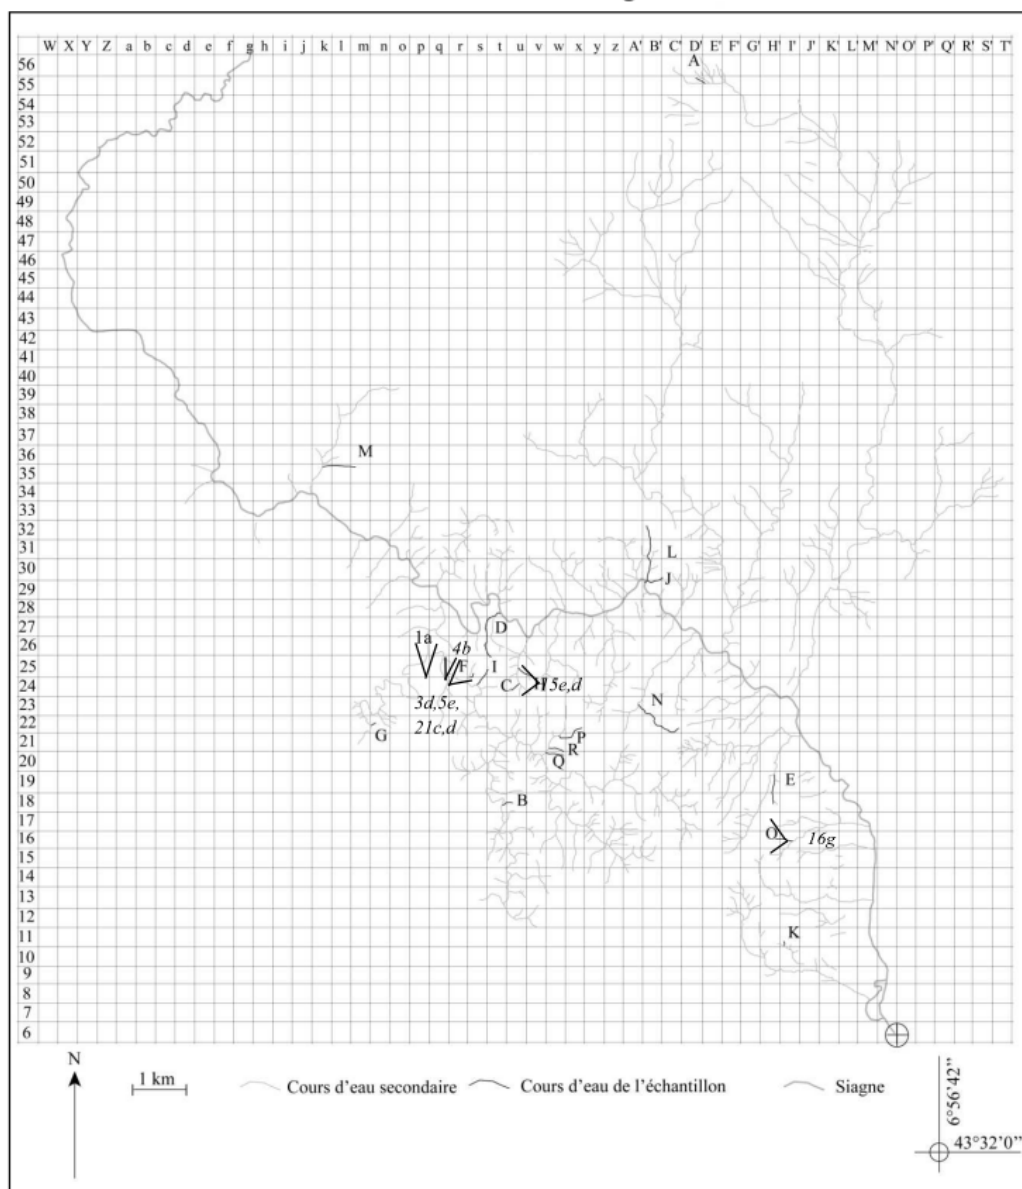 W X Y Z a b c d e f g h i j k l m n o p q r s t u v w x y z A' B' C' D' E' F' G' H' I' J' K' L' M' N' O' P' Q' R' S' T'
56
A
55
54
53
52
51
50
49
48
47
46
45
44
43
42
41
40
39
38
37
36
M
35
34
33
32
31
L
30
J
29
28
27
D
26
1a
4b
25
F
I
24
C
15e,d
3d,5e,
N
22
21c,d
G
P
21
R
20
Q
19
E
18
B
17
16
O
16g
15
14
13
12
11
K
10
9
8
7
6
N
1 km
Cours d'eau secondaire
Cours d'eau de l'échantillon
Siagne
6°56'42''
43°32'0''